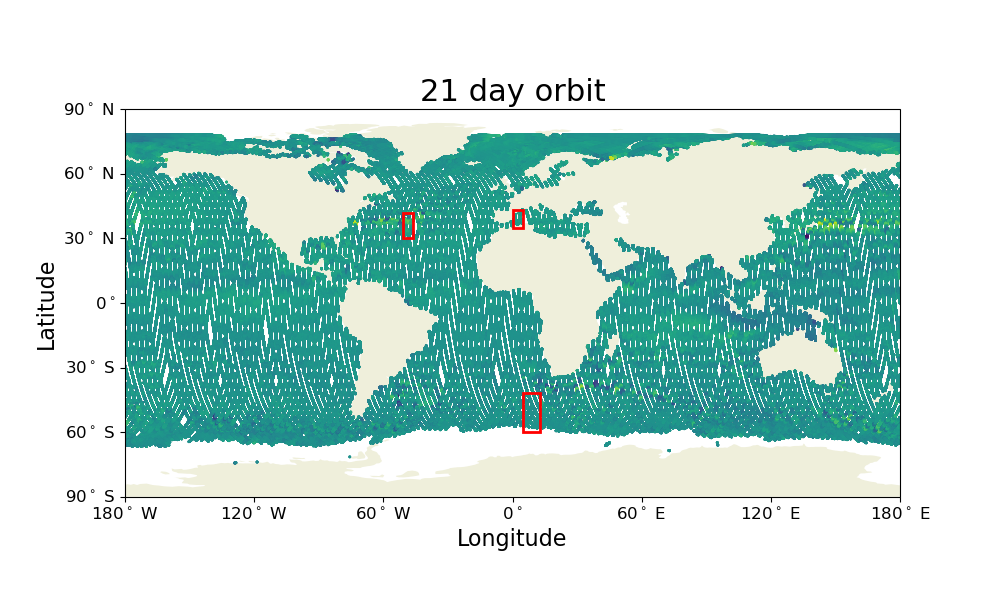 21 day orbit
90° N
60° N
30° N
0°
30° S
60° S
90° S
Latitude
180° W
120° W
60° W
0°
60° E
120° E
180° E
Longitude